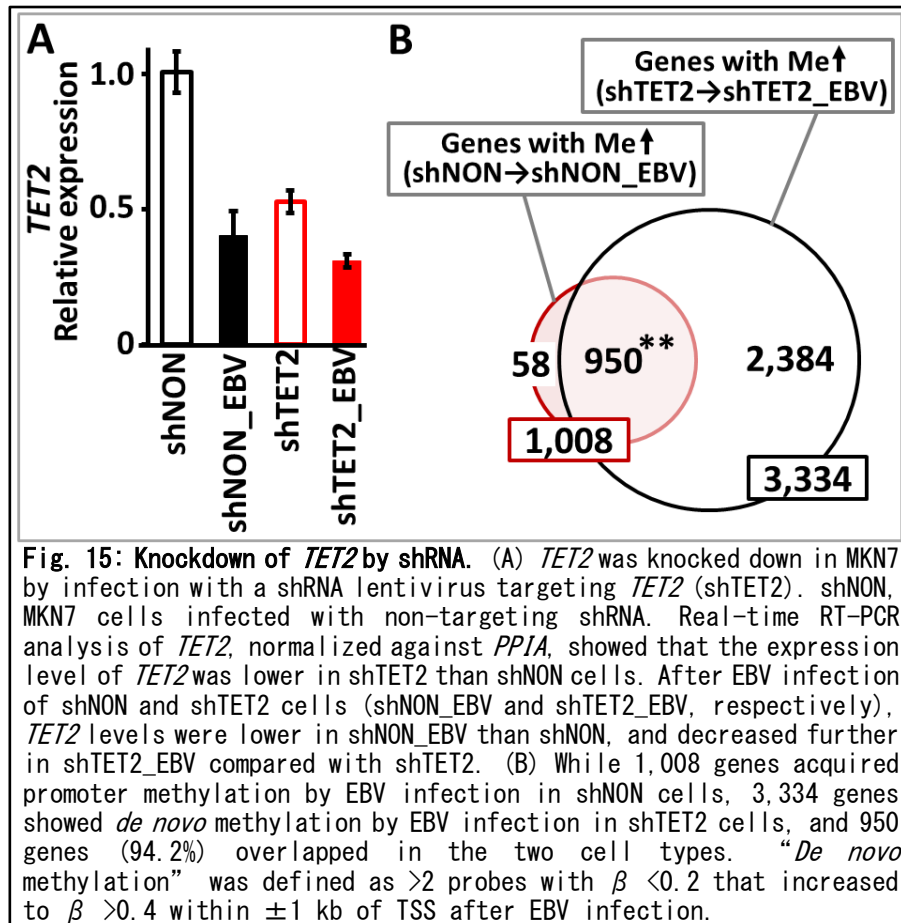 A
B
TET2
Relative expression
1.0
0.5
0
shNON
shNON_EBV
shTET2
shTET2_EBV
Genes with Me↑
(shTET2→shTET2_EBV)
Genes with Me↑
(shNON→shNON_EBV)
58
950**
2,384
1,008
3,334
Fig. 15: Knockdown of TET2 by shRNA. (A) TET2 was knocked down in MKN7
by infection with a shRNA lentivirus targeting TET2 (shTET2). shNON,
MKN7 cells infected with non-targeting shRNA. Real-time RT-PCR
analysis of TET2, normalized against PPIA, showed that the expression
level of TET2 was lower in shTET2 than shNON cells. After EBV infection
of shNON and shTET2 cells (shNON_EBV and shTET2_EBV, respectively),
TET2 levels were lower in shNON_EBV than shNON, and decreased further
in shTET2_EBV compared with shTET2. (B) While 1,008 genes acquired
promoter methylation by EBV infection in shNON cells, 3,334 genes
showed de novo methylation by EBV infection in shTET2 cells, and 950
genes (94.2%) overlapped in the two cell types. “De novo
methylation” was defined as >2 probes with β <0.2 that increased
to β >0.4 within ±1 kb of TSS after EBV infection.